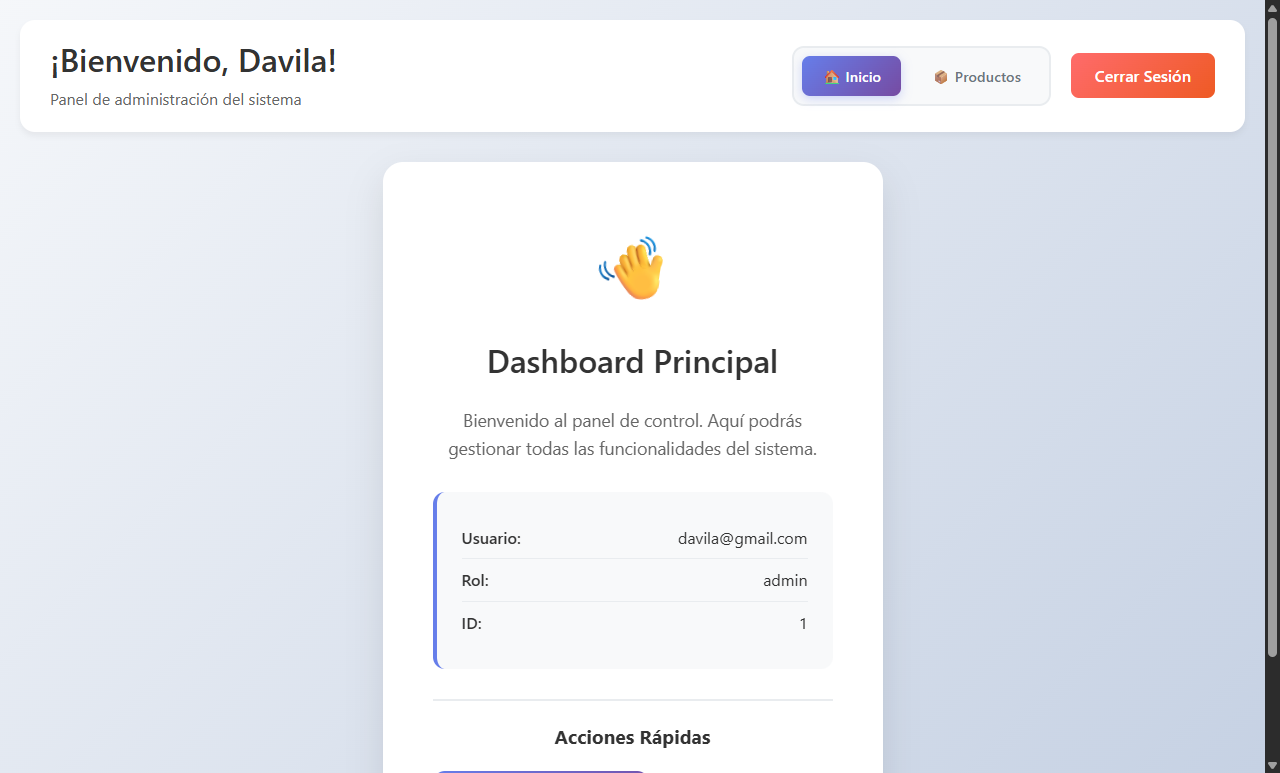 ¡Bienvenido, Davila!
Panel de administración del sistema
Inicio
Productos
Cerrar Sesión
Dashboard Principal
Bienvenido al panel de control. Aquí podrás
gestionar todas las funcionalidades del sistema.
Usuario: davila@gmail.com
Rol: admin
ID: 1
Acciones Rápidas